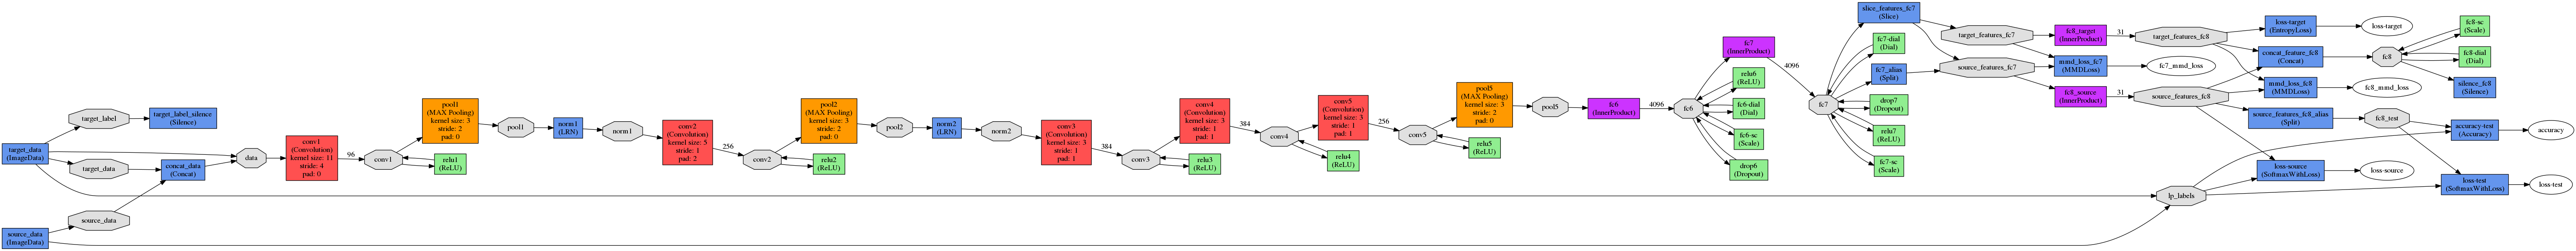 target_data
(ImageData)
source_data
(ImageData)
target_label
target_data
source_data
target_label_silence
(Silence)
concat_data
(Concat)
data
conv1
(Convolution)
kernel size: 11
stride: 4
pad: 0
96
conv1
pool1
(MAX Pooling)
kernel size: 3
stride: 2
pad: 0
relu1
(ReLU)
pool1
norm1
(LRN)
norm1
conv2
(Convolution)
kernel size: 5
stride: 1
pad: 2
256
conv2
pool2
(MAX Pooling)
kernel size: 3
stride: 2
pad: 0
relu2
(ReLU)
pool2
norm2
(LRN)
norm2
conv3
(Convolution)
kernel size: 3
stride: 1
pad: 1
384
conv3
conv4
(Convolution)
kernel size: 3
stride: 1
pad: 1
relu3
(ReLU)
384
conv4
conv5
(Convolution)
kernel size: 3
stride: 1
pad: 1
relu4
(ReLU)
256
conv5
pool5
(MAX Pooling)
kernel size: 3
stride: 2
pad: 0
relu5
(ReLU)
pool5
fc6
(InnerProduct)
4096
fc6
fc7
(InnerProduct)
relu6
(ReLU)
fc6-dial
(Dial)
fc6-sc
(Scale)
drop6
(Dropout)
4096
fc7
slice_features_fc7
(Slice)
fc7-dial
(Dial)
fc7_alias
(Split)
drop7
(Dropout)
relu7
(ReLU)
fc7-sc
(Scale)
target_features_fc7
source_features_fc7
fc8_target
(InnerProduct)
mmd_loss_fc7
(MMDLoss)
fc8_source
(InnerProduct)
31
31
target_features_fc8
fc7_mmd_loss
source_features_fc8
lp_labels
loss-target
(EntropyLoss)
concat_feature_fc8
(Concat)
mmd_loss_fc8
(MMDLoss)
source_features_fc8_alias
(Split)
loss-source
(SoftmaxWithLoss)
loss-target
fc8
fc8_mmd_loss
fc8_test
loss-source
fc8-sc
(Scale)
fc8-dial
(Dial)
silence_fc8
(Silence)
accuracy-test
(Accuracy)
loss-test
(SoftmaxWithLoss)
accuracy
loss-test